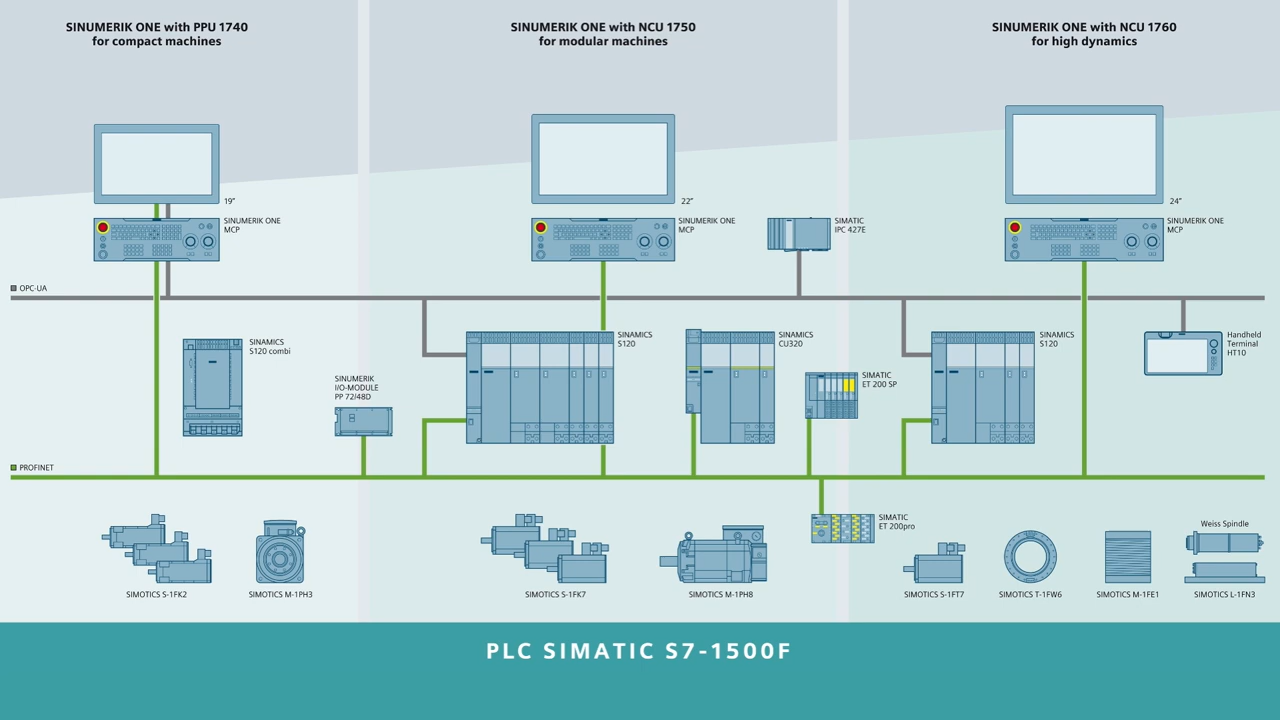 SINUMERIK ONE with PPU 1740
for compact machines
SINUMERIK ONE with NCU 1750
for modular machines
SINUMERIK ONE with NCU 1760
for high dynamics
19”
22”
24”
SINUMERIK ONE
MCP
SINUMERIK ONE
MCP
SIMATIC
IPC 427E
SINUMERIK ONE
MCP
OPC-UA
SINAMICS
S120 combi
SINUMERIK
I/O-MODULE
PP 72/48D
SINAMICS
S120
SINAMICS
CU320
SIMATIC
ET 200 SP
SINAMICS
S120
Handheld
Terminal
HT10
PROFINET
SIMATIC
ET 200pro
Weiss Spindle
SIMOTICS S-1FK2
SIMOTICS M-1PH3
SIMOTICS S-1FK7
SIMOTICS M-1PH8
SIMOTICS S-1FT7
SIMOTICS T-1FW6
SIMOTICS M-1FE1
SIMOTICS L-1FN3
PLC SIMATIC S7-1500F